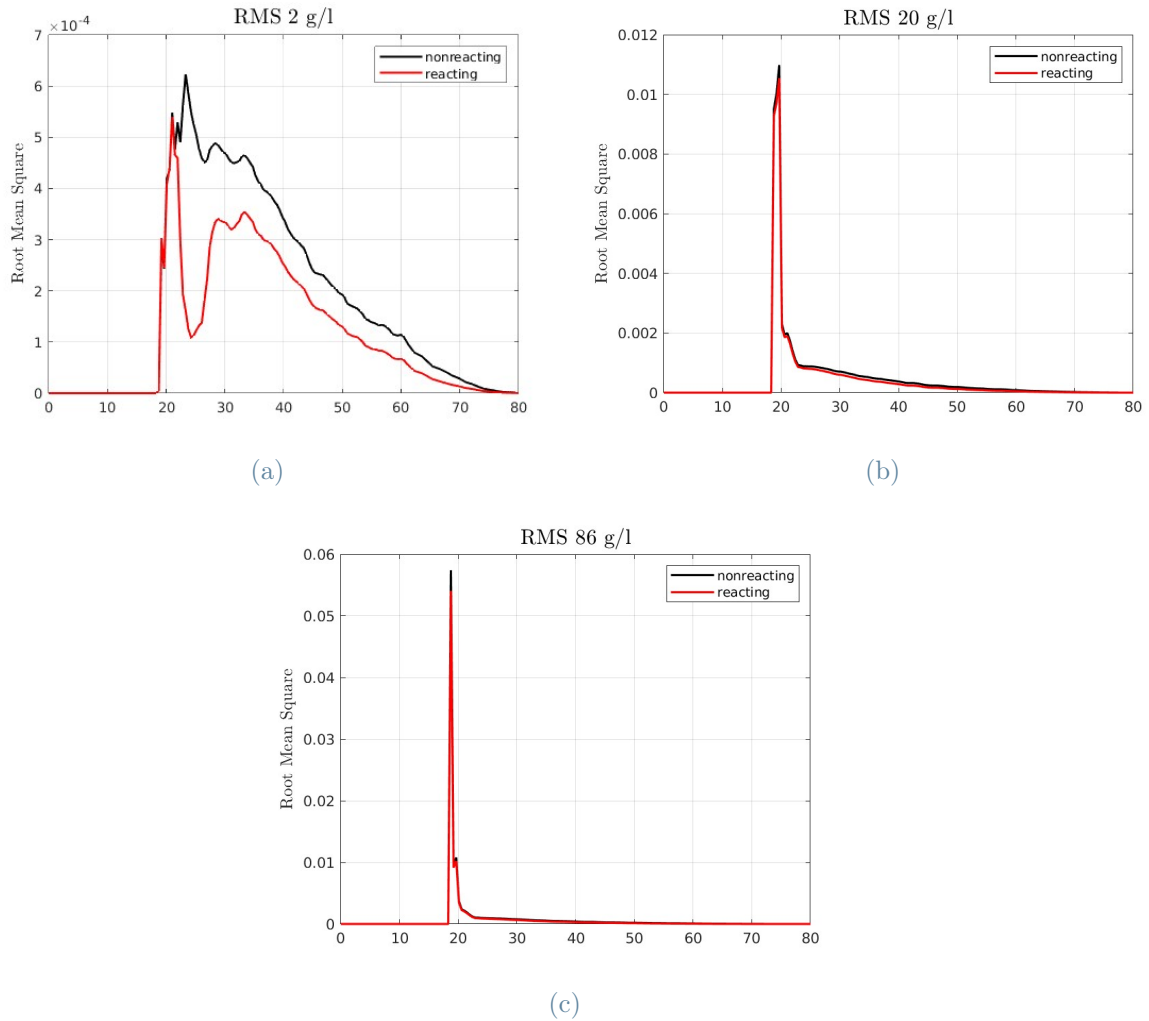 RMS 2 g/l
×10⁻⁴
Root Mean Square
7
6
5
4
3
2
1
0
0 10 20 30 40 50 60 70 80
nonreacting
reacting
(a)
RMS 20 g/l
Root Mean Square
0.012
0.01
0.008
0.006
0.004
0.002
0
0 10 20 30 40 50 60 70 80
nonreacting
reacting
(b)
RMS 86 g/l
Root Mean Square
0.06
0.05
0.04
0.03
0.02
0.01
0
0 10 20 30 40 50 60 70 80
nonreacting
reacting
(c)